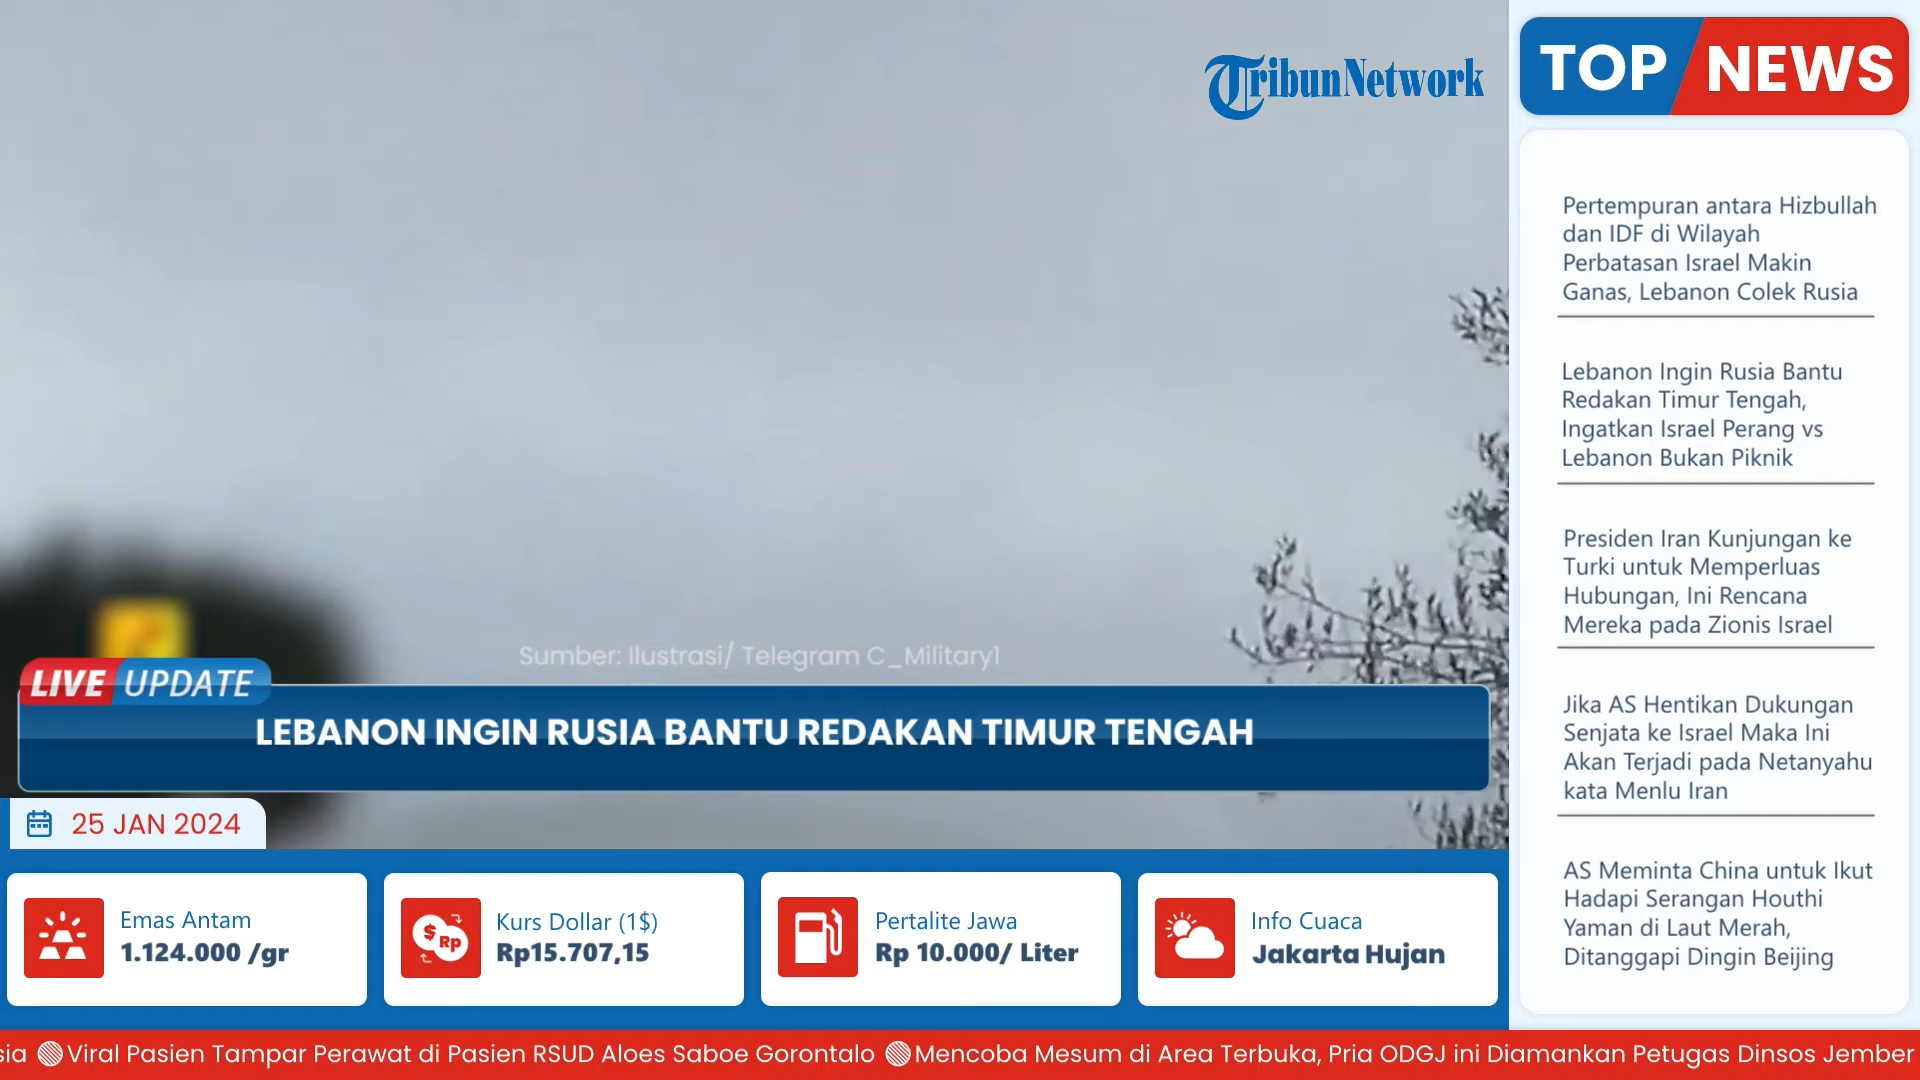 TribunNetwork
TOP NEWS
Pertempuran antara Hizbullah
dan IDF di Wilayah
Perbatasan Israel Makin
Ganas, Lebanon Colek Rusia
Lebanon Ingin Rusia Bantu
Redakan Timur Tengah,
Ingatkan Israel Perang vs
Lebanon Bukan Piknik
Presiden Iran Kunjungan ke
Turki untuk Memperluas
Hubungan, Ini Rencana
Mereka pada Zionis Israel
Jika AS Hentikan Dukungan
Senjata ke Israel Maka Ini
Akan Terjadi pada Netanyahu
kata Menlu Iran
AS Meminta China untuk Ikut
Hadapi Serangan Houthi
Yaman di Laut Merah,
Ditanggapi Dingin Beijing
Sumber: Ilustrasi/ Telegram C_Military1
LIVE UPDATE
LEBANON INGIN RUSIA BANTU REDAKAN TIMUR TENGAH
25 JAN 2024
Emas Antam
1.124.000 /gr
$ Rp
Kurs Dollar (1$)
Rp15.707,15
Pertalite Jawa
Rp 10.000/ Liter
Info Cuaca
Jakarta Hujan
sia Viral Pasien Tampar Perawat di Pasien RSUD Aloes Saboe Gorontalo Mencoba Mesum di Area Terbuka, Pria ODGJ ini Diamankan Petugas Dinsos Jember